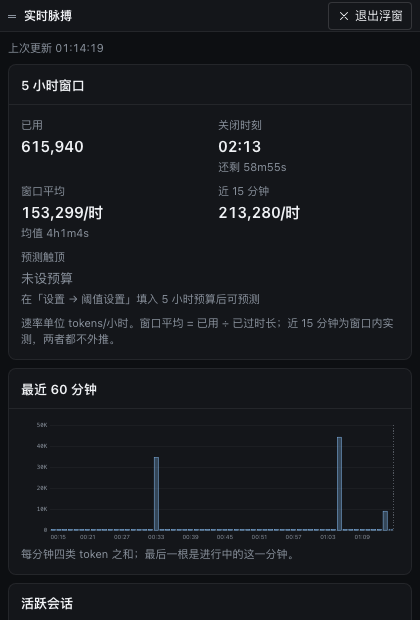 实时脉搏
退出浮窗
上次更新 01:14:19
5 小时窗口
已用
关闭时刻
615,940
02:13
还剩 58m55s
窗口平均
近 15 分钟
153,299/时
213,280/时
均值 4h1m4s
预测触顶
未设预算
在「设置 → 阈值设置」填入 5 小时预算后可预测
速率单位 tokens/小时。窗口平均 = 已用 ÷ 已过时长；近 15 分钟为窗口内实
测，两者都不外推。
最近 60 分钟
50K
40K
30K
20K
10K
0
00:15 00:21 00:27 00:33 00:39 00:45 00:51 00:57 01:03 01:09
每分钟四类 token 之和；最后一根是进行中的这一分钟。
活跃会话